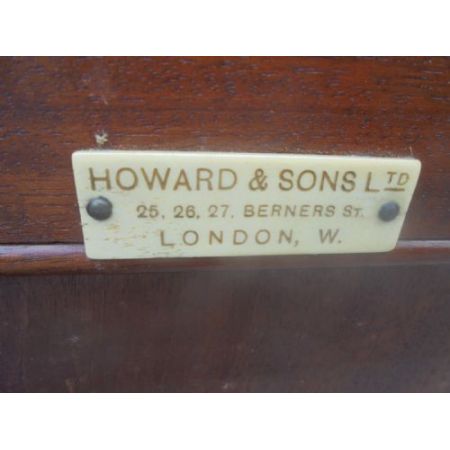 HOWARD & SONS LTD
25, 26, 27, BERNERS ST.
LONDON, W.